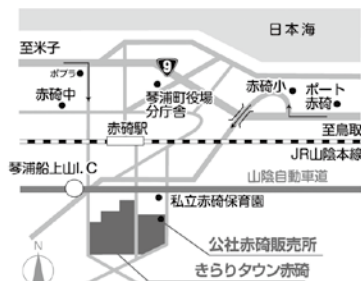 日本海
至米子
9
ポプラ
赤碕中
琴浦町役場
分庁舎
赤碕小
ポート
赤碕
赤碕駅
至鳥取
JR山陰本線
琴浦船上山I.C
山陰自動車道
私立赤碕保育園
公社赤碕販売所
きらりタウン赤碕
N